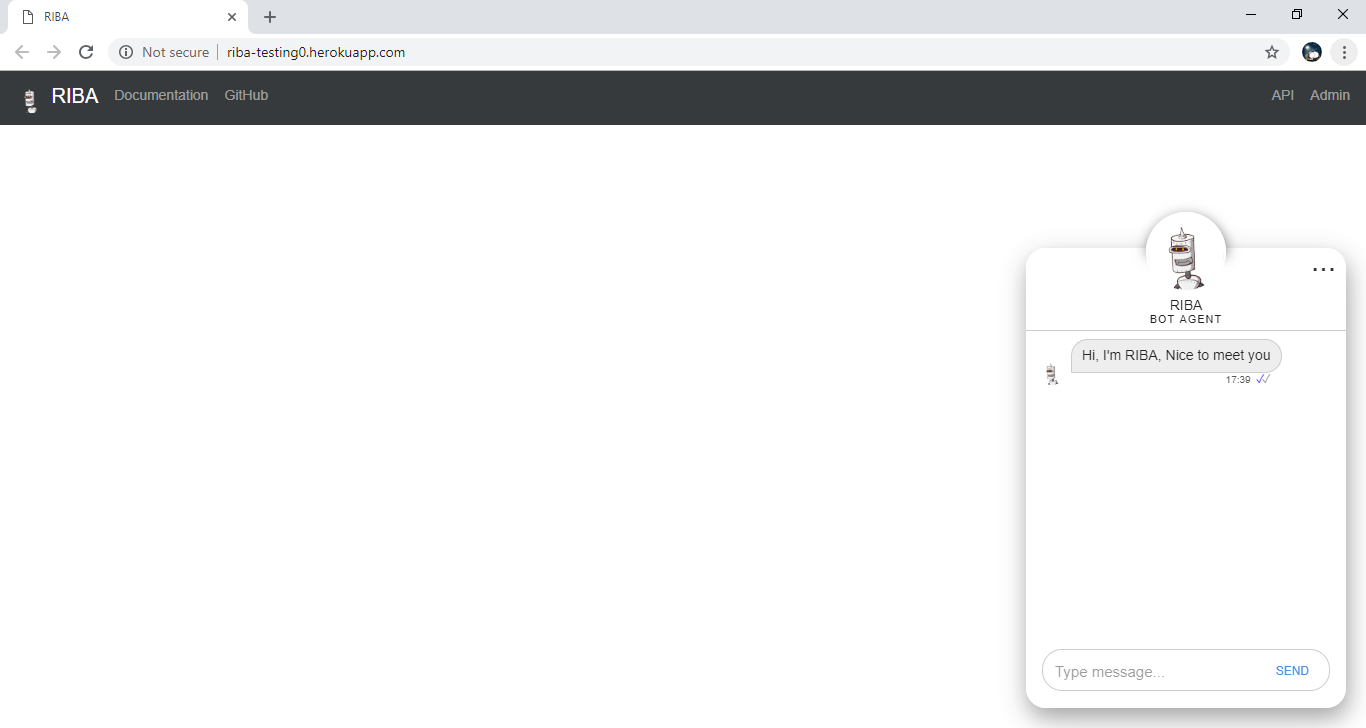 RIBA
Not secure riba-testing0.herokuapp.com
RIBA Documentation GitHub API Admin
RIBA
BOT AGENT
Hi, I'm RIBA, Nice to meet you
17:39
Type message... SEND